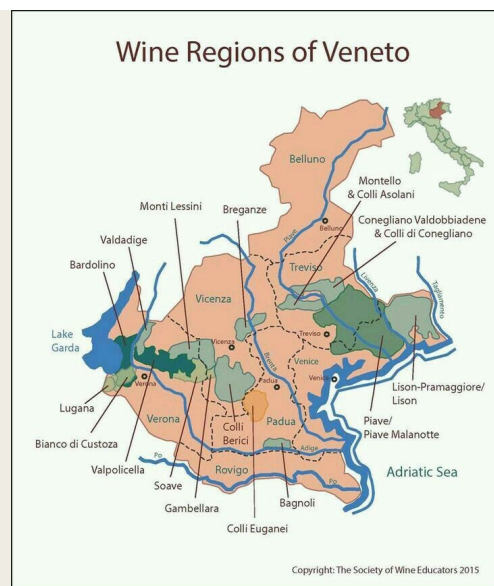 Wine Regions of Veneto
Belluno
Montello
& Colli Asolani
Monti Lessini
Breganze
Conegliano Valdobbiadene
& Colli di Conegliano
Belluno
Piave
Valdadige
Treviso
Bardolino
Livenza
Tagliamento
Vicenza
Lake
Garda
Treviso
Vicenza
Venice
Brenta
Verona
Padua
Venice
Lison-Pramaggiore/
Lison
Lugana
Colli
Berici
Piave/
Piave Malanotte
Verona
Padua
Bianco di Custoza
Adige
Adriatic Sea
Valpolicella
Po
Rovigo
Po
Soave
Bagnoli
Gambellara
Colli Euganei
Copyright: The Society of Wine Educators 2015